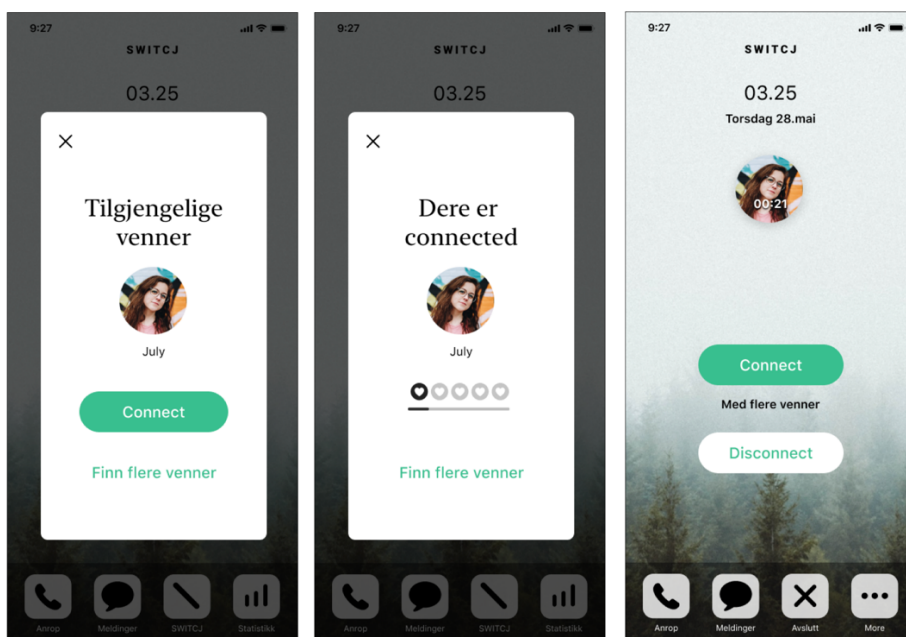 9:27
SWITCJ
03.25
Tilgjengelige
venner
July
Connect
Finn flere venner
Anrop
Meldinger
SWITCJ
Statistikk
9:27
SWITCJ
03.25
Dere er
connected
July
Finn flere venner
Anrop
Meldinger
SWITCJ
Statistikk
9:27
SWITCJ
03.25
Torsdag 28.mai
00:21
Connect
Med flere venner
Disconnect
Anrop
Meldinger
Avslutt
More